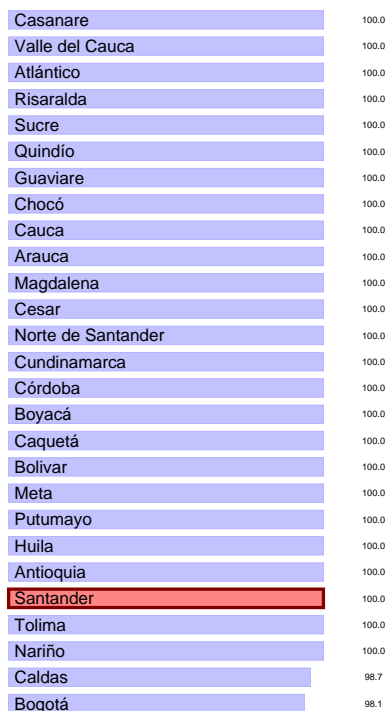 Casanare 100.0
Valle del Cauca 100.0
Atlántico 100.0
Risaralda 100.0
Sucre 100.0
Quindío 100.0
Guaviare 100.0
Chocó 100.0
Cauca 100.0
Arauca 100.0
Magdalena 100.0
Cesar 100.0
Norte de Santander 100.0
Cundinamarca 100.0
Córdoba 100.0
Boyacá 100.0
Caquetá 100.0
Bolivar 100.0
Meta 100.0
Putumayo 100.0
Huila 100.0
Antioquia 100.0
Santander 100.0
Tolima 100.0
Nariño 100.0
Caldas 98.7
Bogotá 98.1